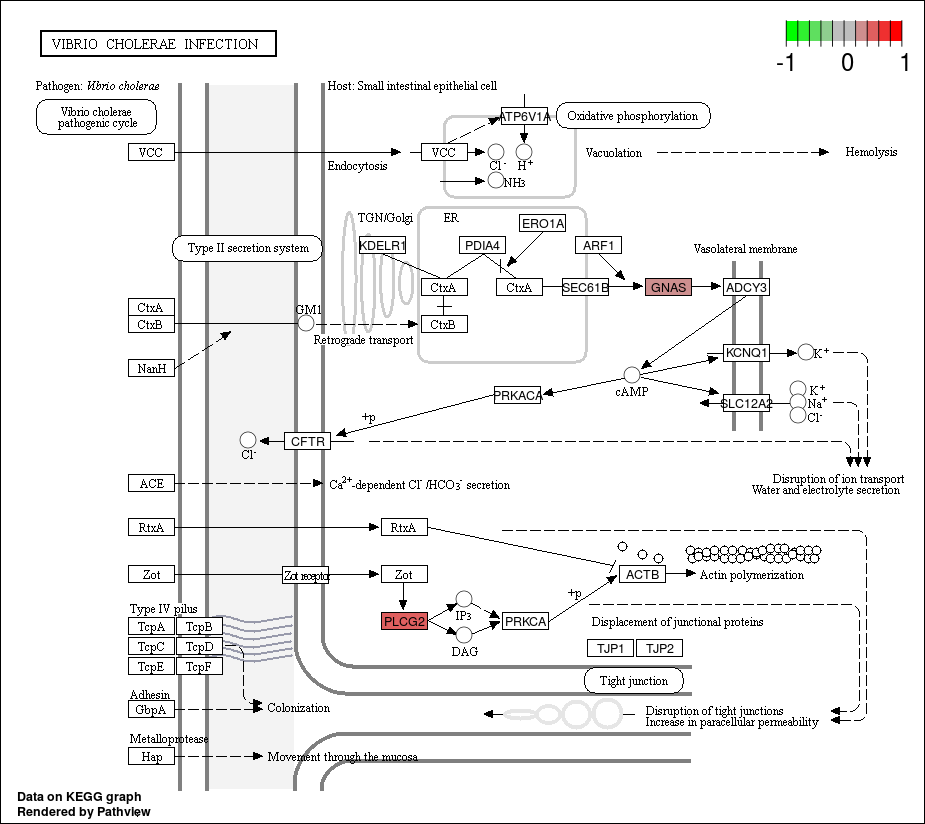 VIBRIO CHOLERAE INFECTION
-1 0 1
Pathogen: Vibrio cholerae
Host: Small intestinal epithelial cell
Vibrio cholerae
pathogenic cycle
ATP6V1A
Oxidative phosphorylation
VCC
Endocytosis
VCC
Cl-
H+
NH3
Vacuolation
Hemolysis
TGN/Golgi
ER
ERO1A
Type II secretion system
KDELR1
PDIA4
ARF1
Vasolateral membrane
CtxA
CtxA
SEC61B
GNAS
ADCY3
CtxA
CtxB
GM1
CtxB
Retrograde transport
NanH
KCNQ1
K+
cAMP
PRKACA
SLC12A2
K+
Na+
Cl-
+p
CFTR
Cl-
Disruption of ion transport
Water and electrolyte secretion
ACE
Ca2+-dependent Cl- /HCO3- secretion
RtxA
RtxA
Zot
Zot receptor
Zot
ACTB
Actin polymerization
+p
IP3
PLCG2
PRKCA
DAG
Displacement of junctional proteins
TJP1
TJP2
Type IV pilus
TcpA
TcpB
TcpC
TcpD
TcpE
TcpF
Tight junction
Adhesin
GbpA
Colonization
Disruption of tight junctions
Increase in paracellular permeability
Metalloprotease
Hap
Movement through the mucosa
Data on KEGG graph
Rendered by Pathview